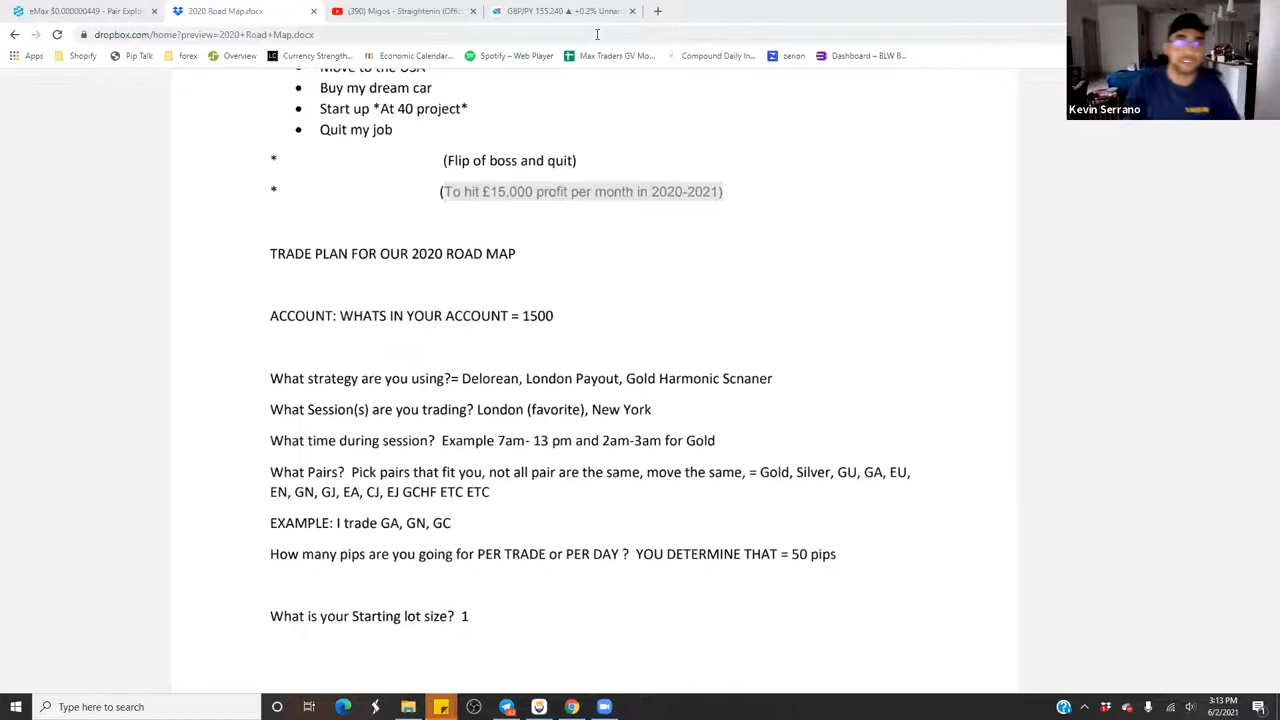 eMax $0.000000449 - Pair Explor
2020 Road Map.docx
(390) Migos - Straightenin (Offic
GBPJPY 155.240 ▲ +0.2% Unnam
dropbox.com/home?preview=2020+Road+Map.docx
Apps
Shopify
Pip Talk
forex
Overview
Currency Strength...
Economic Calendar...
Spotify – Web Player
Max Traders GV Mo...
Compound Daily In...
zerion
Dashboard – BLW B...
Kevin Serrano
• Move to the USA
• Buy my dream car
• Start up *At 40 project*
• Quit my job
* (Flip of boss and quit)
* (To hit £15,000 profit per month in 2020-2021)
TRADE PLAN FOR OUR 2020 ROAD MAP
ACCOUNT: WHATS IN YOUR ACCOUNT = 1500
What strategy are you using?= Delorean, London Payout, Gold Harmonic Scnaner
What Session(s) are you trading? London (favorite), New York
What time during session?  Example 7am- 13 pm and 2am-3am for Gold
What Pairs?  Pick pairs that fit you, not all pair are the same, move the same, = Gold, Silver, GU, GA, EU,
EN, GN, GJ, EA, CJ, EJ GCHF ETC ETC
EXAMPLE: I trade GA, GN, GC
How many pips are you going for PER TRADE or PER DAY ?  YOU DETERMINE THAT = 50 pips
What is your Starting lot size?  1
Type here to search
3:13 PM
6/2/2021